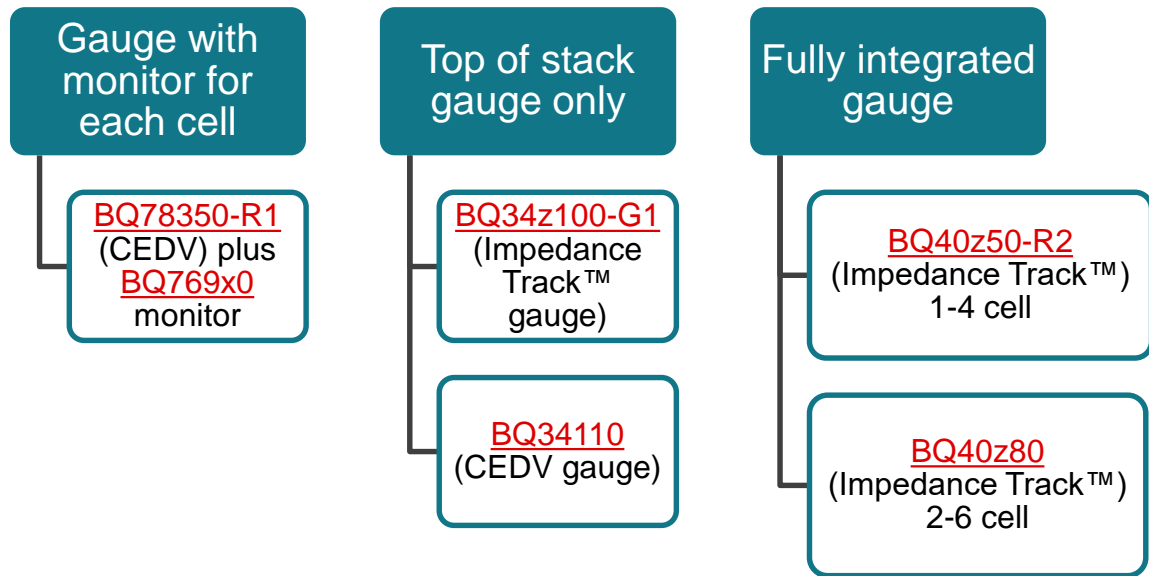 Gauge with
monitor for
each cell
BQ78350-R1
(CEDV) plus
BQ769x0
monitor
Top of stack
gauge only
BQ34z100-G1
(Impedance
Track™
gauge)
BQ34110
(CEDV gauge)
Fully integrated
gauge
BQ40z50-R2
(Impedance Track™)
1-4 cell
BQ40z80
(Impedance Track™)
2-6 cell